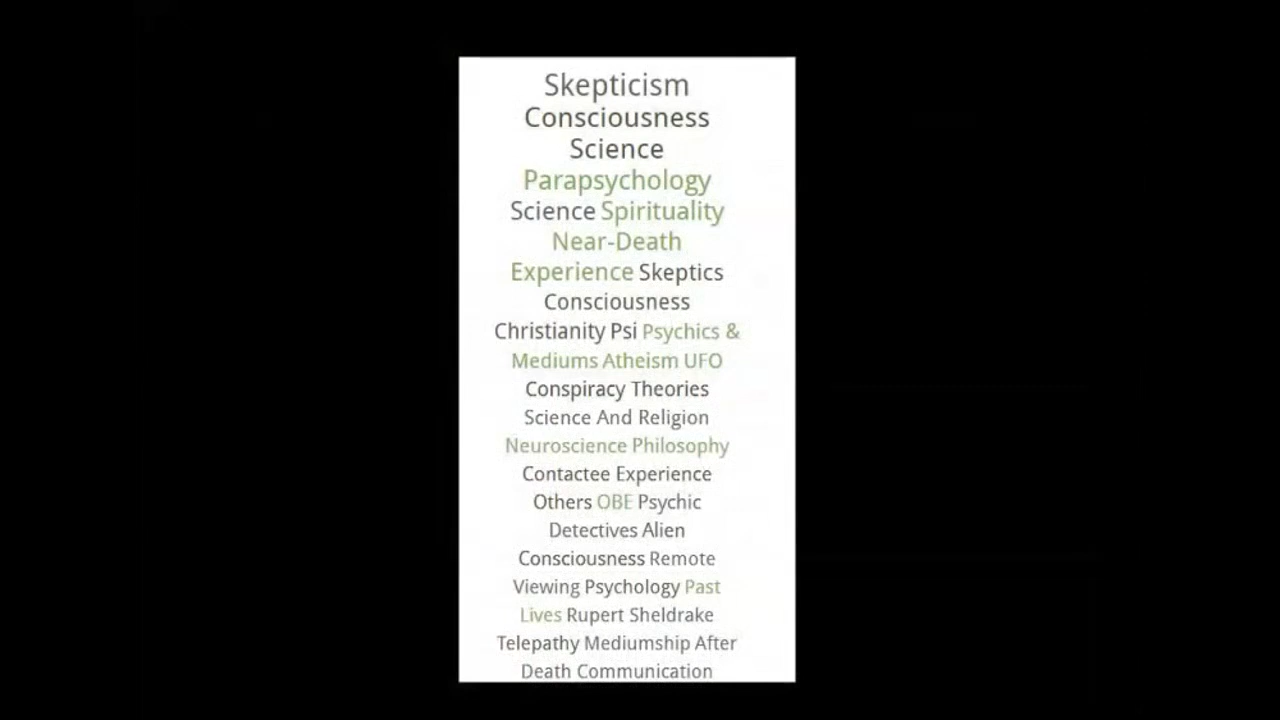 Skepticism
Consciousness
Science
Parapsychology
Science Spirituality
Near-Death
Experience Skeptics
Consciousness
Christianity Psi Psychics &
Mediums Atheism UFO
Conspiracy Theories
Science And Religion
Neuroscience Philosophy
Contactee Experience
Others OBE Psychic
Detectives Alien
Consciousness Remote
Viewing Psychology Past
Lives Rupert Sheldrake
Telepathy Mediumship After
Death Communication